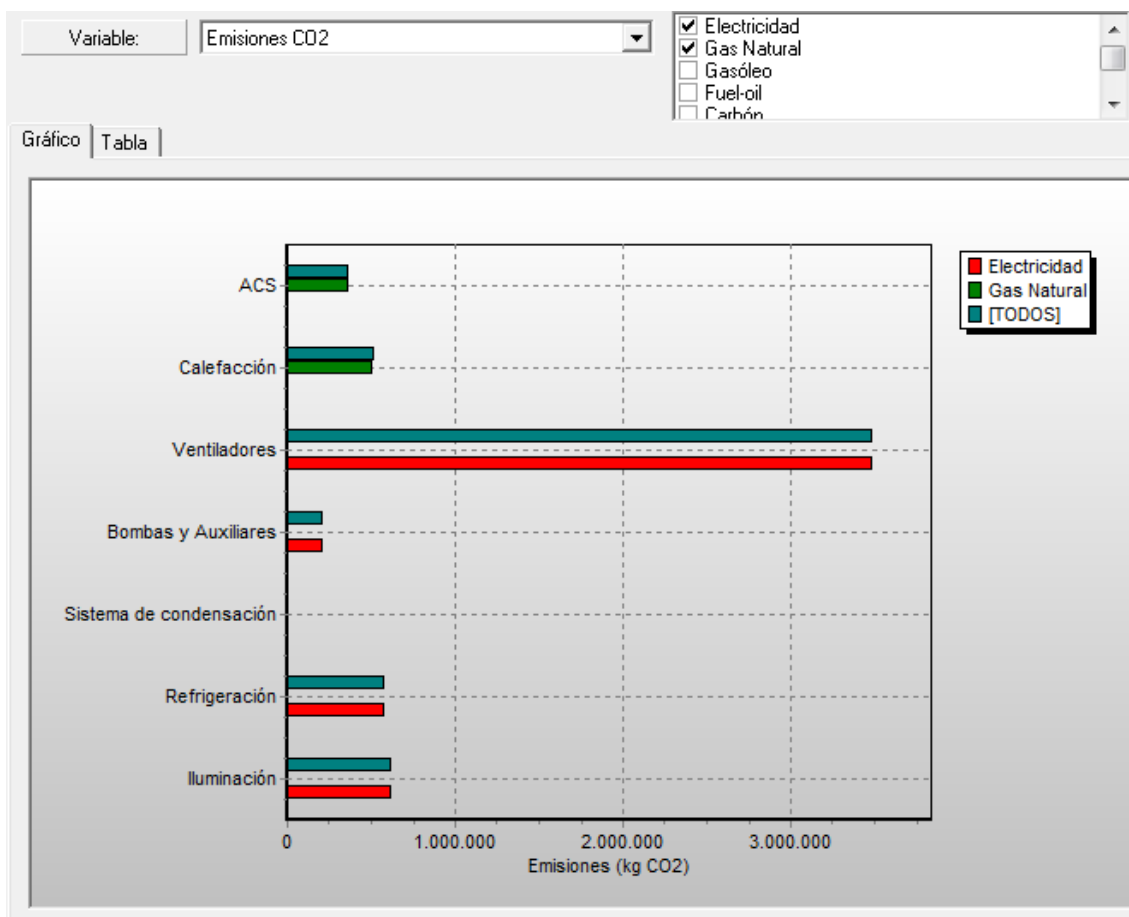 Variable:
Emisiones CO2
Electricidad
Gas Natural
Gasóleo
Fuel-oil
Carbón
Gráfico
Tabla
ACS
Calefacción
Ventiladores
Bombas y Auxiliares
Sistema de condensación
Refrigeración
Iluminación
0
1.000.000
2.000.000
3.000.000
Emisiones (kg CO2)
Electricidad
Gas Natural
[TODOS]